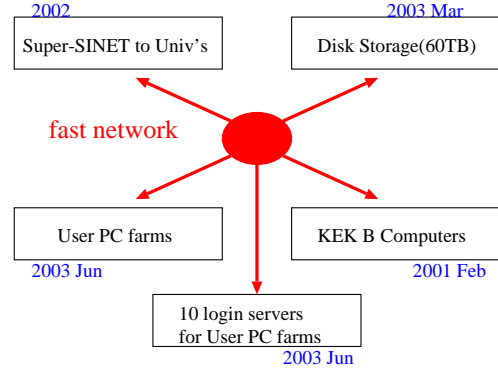 2002
2003 Mar
Super-SINET to Univ's
Disk Storage(60TB)
fast network
User PC farms
KEK B Computers
2003 Jun
2001 Feb
10 login servers
for User PC farms
2003 Jun